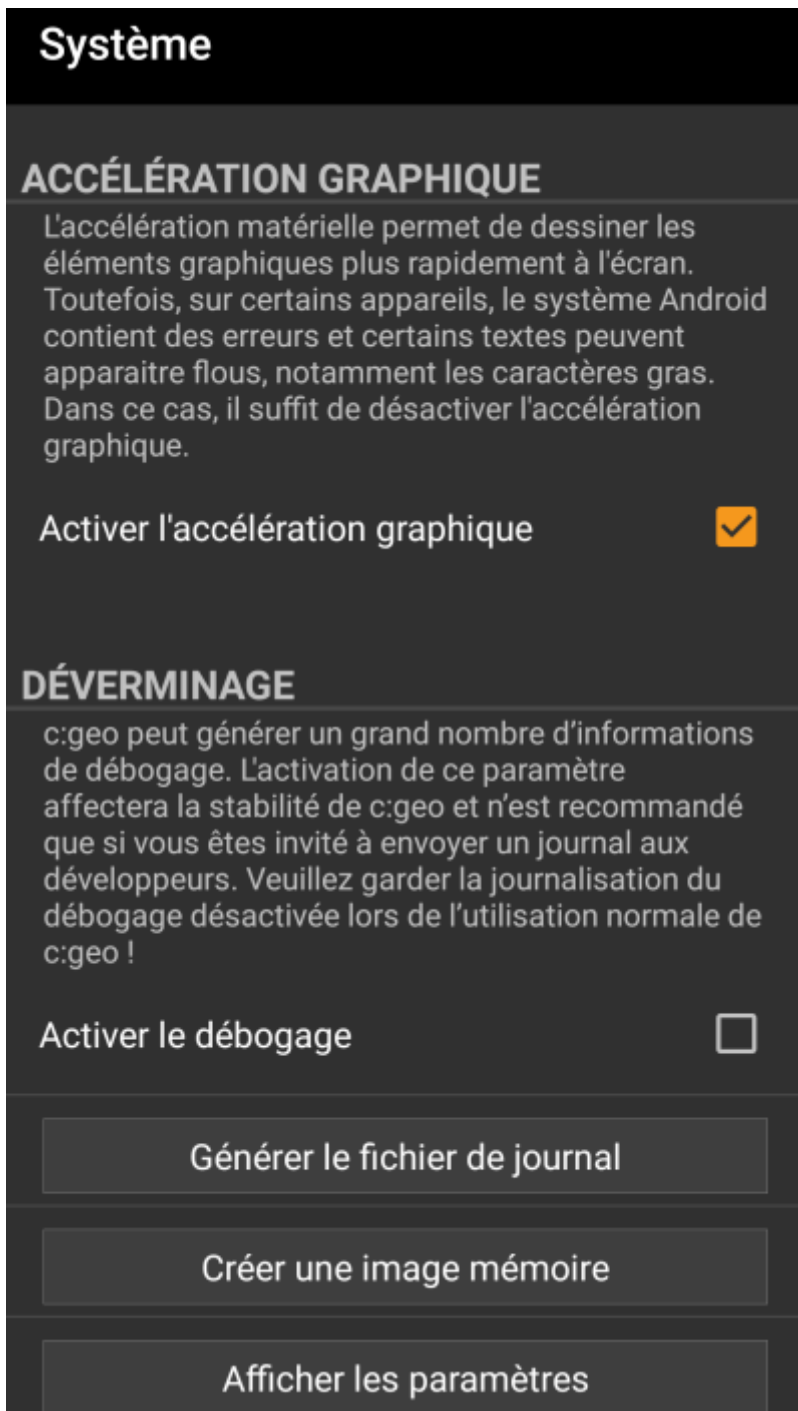 Système
ACCÉLÉRATION GRAPHIQUE
L'accélération matérielle permet de dessiner les
éléments graphiques plus rapidement à l'écran.
Toutefois, sur certains appareils, le système Android
contient des erreurs et certains textes peuvent
apparaitre flous, notamment les caractères gras.
Dans ce cas, il suffit de désactiver l'accélération
graphique.
Activer l'accélération graphique
DÉVERMINAGE
c:geo peut générer un grand nombre d’informations
de débogage. L'activation de ce paramètre
affectera la stabilité de c:geo et n’est recommandé
que si vous êtes invité à envoyer un journal aux
développeurs. Veuillez garder la journalisation du
débogage désactivée lors de l’utilisation normale de
c:geo !
Activer le débogage
Générer le fichier de journal
Créer une image mémoire
Afficher les paramètres